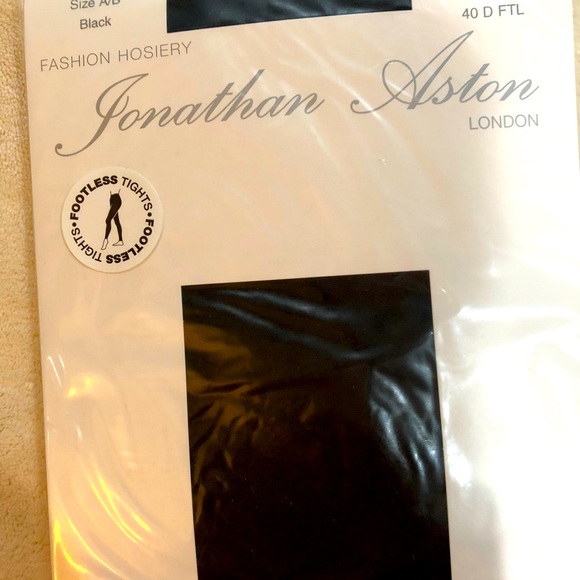 Size A/B
Black
40 D FTL
FASHION HOSIERY
Jonathan Aston
LONDON
FOOTLESS TIGHTS • FOOTLESS TIGHTS •